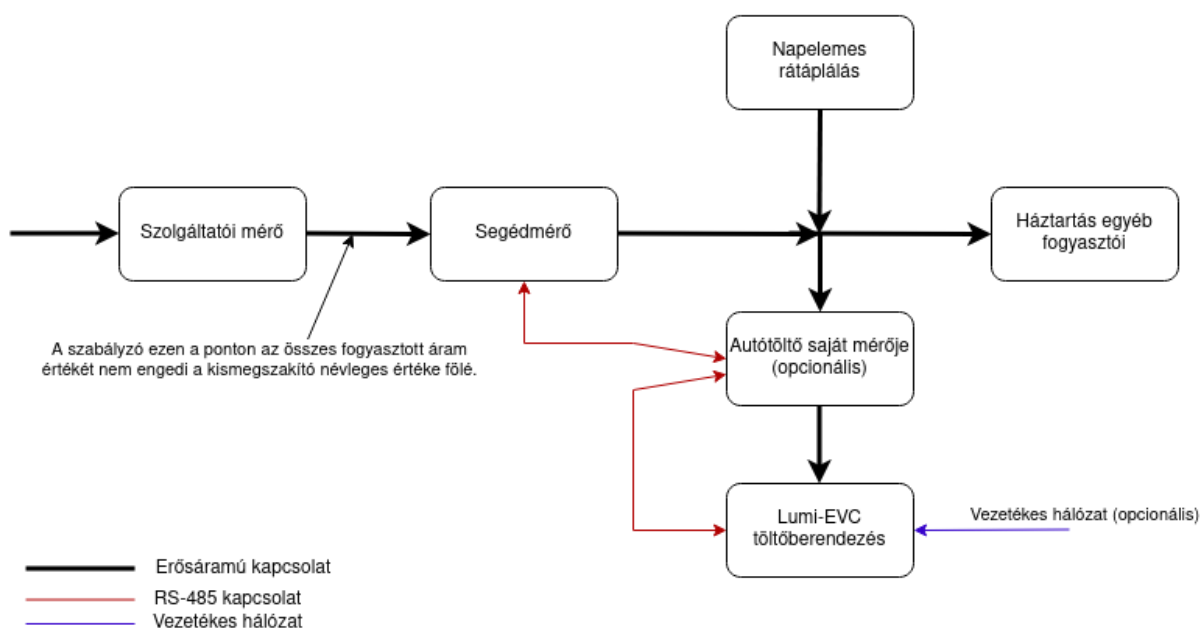 Napelemes
rátáplálás
Szolgáltatói mérő
Segédmérő
Háztartás egyéb
fogyasztói
A szabályzó ezen a ponton az összes fogyasztott áram
értékét nem engedi a kismegszakító névleges értéke fölé.
Autótöltő saját mérője
(opcionális)
Lumi-EVC
töltőberendezés
Vezetékes hálózat (opcionális)
Erősáramú kapcsolat
RS-485 kapcsolat
Vezetékes hálózat